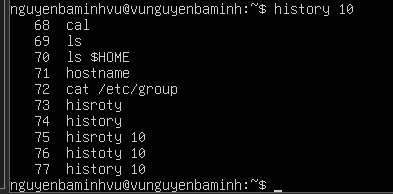 nguyenbaminhvu@vunguyenbaminh:~$ history 10
68 cal
69 ls
70 ls $HOME
71 hostname
72 cat /etc/group
73 hisroty
74 history
75 hisroty 10
76 histoty 10
77 history 10
nguyenbaminhvu@vunguyenbaminh:~$ _